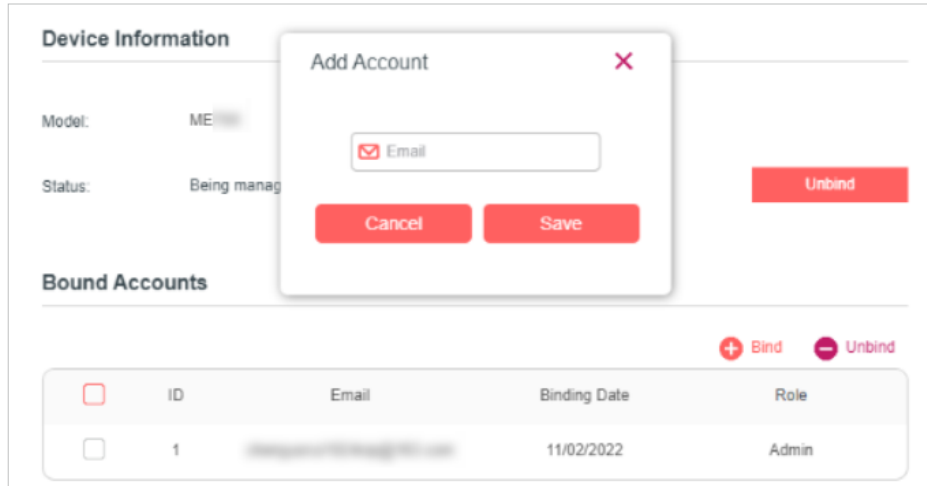 Device Information
Add Account
Model: ME
Email
Status: Being manag
Unbind
Cancel Save
Bound Accounts
Bind Unbind
ID Email Binding Date Role
1 11/02/2022 Admin